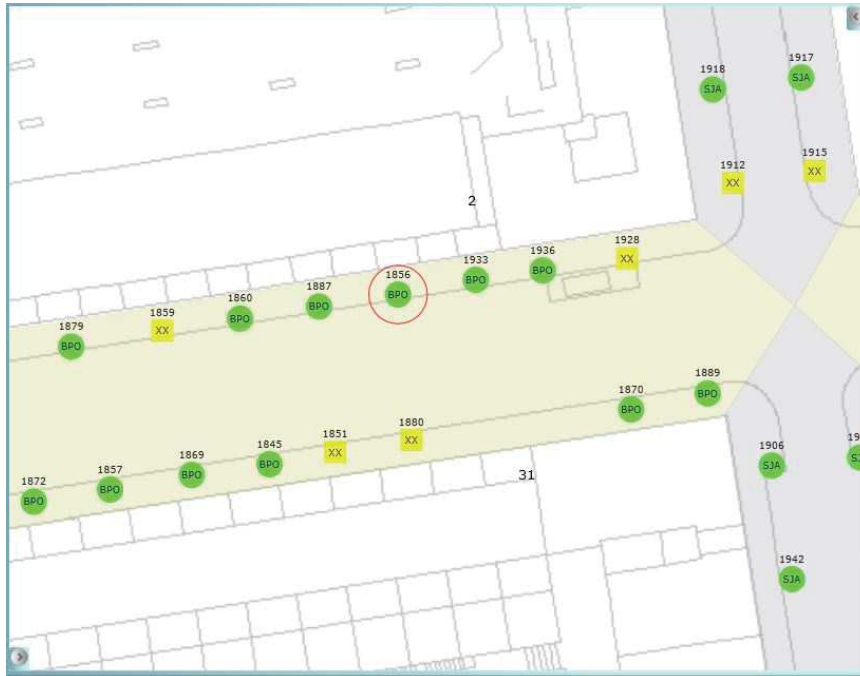 1917
SJA
1918
SJA
1915
XX
1912
XX
2
1928
XX
1936
BPO
1933
BPO
1856
BPO
1887
BPO
1860
BPO
1859
XX
1879
BPO
1889
BPO
1870
BPO
1880
XX
1851
XX
1845
BPO
1869
BPO
1857
BPO
1872
BPO
31
1906
SJA
1942
SJA